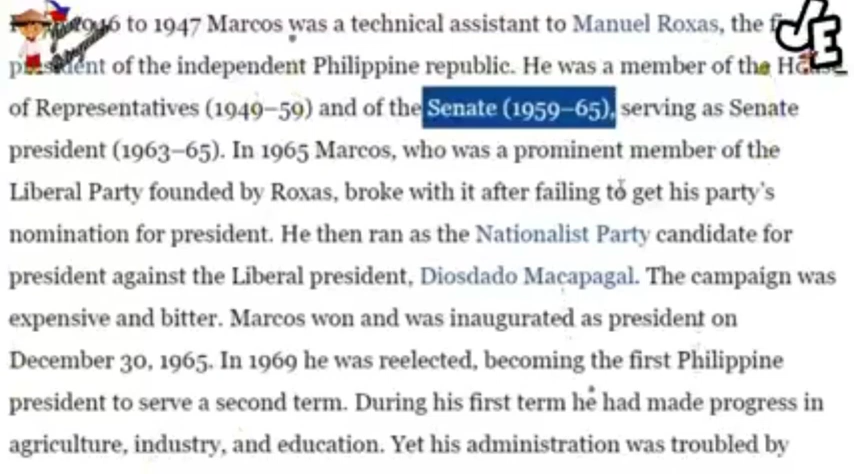 to 1947 Marcos was a technical assistant to Manuel Roxas, the
president of the independent Philippine republic. He was a member of the House
of Representatives (1949–59) and of the Senate (1959–65), serving as Senate
president (1963–65). In 1965 Marcos, who was a prominent member of the
Liberal Party founded by Roxas, broke with it after failing to get his party's
nomination for president. He then ran as the Nationalist Party candidate for
president against the Liberal president, Diosdado Macapagal. The campaign was
expensive and bitter. Marcos won and was inaugurated as president on
December 30, 1965. In 1969 he was reelected, becoming the first Philippine
president to serve a second term. During his first term he had made progress in
agriculture, industry, and education. Yet his administration was troubled by